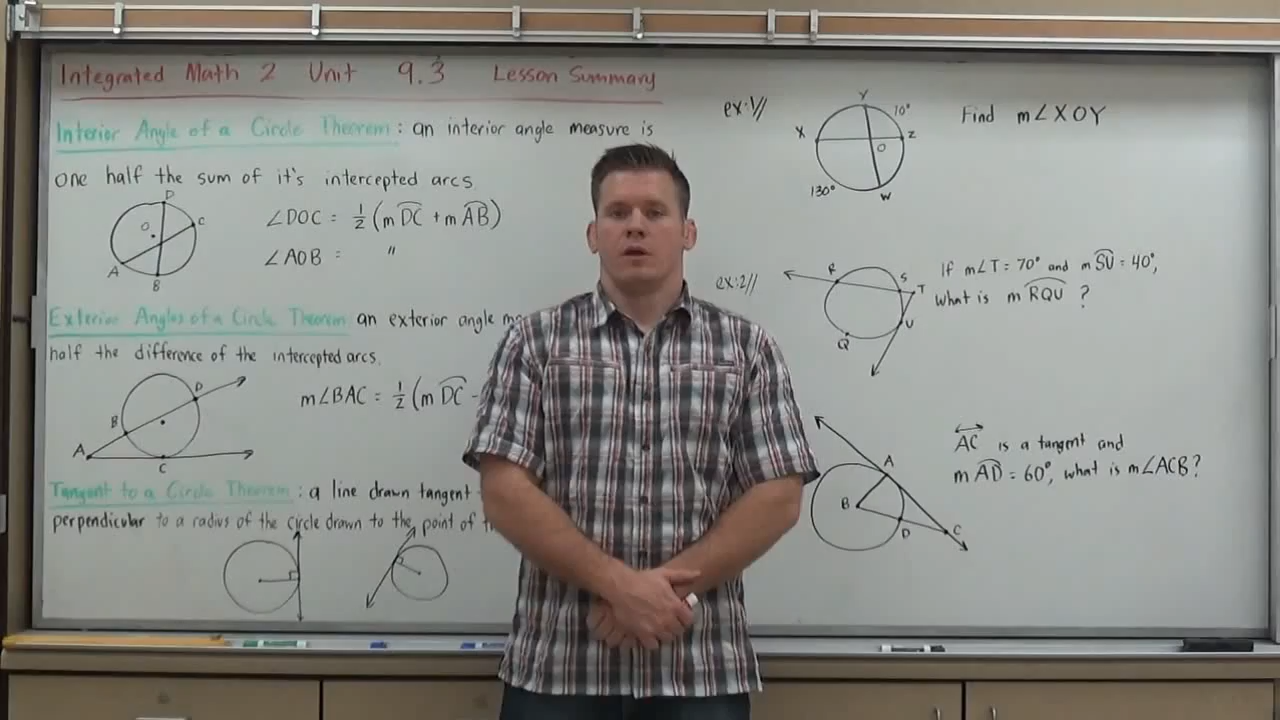 Integrated Math 2 Unit 9.3 Lesson Summary
Interior Angle of a Circle Theorem: an interior angle measure is
one half the sum of it's intercepted arcs.
D
O
C
A
B
∠DOC = 1/2 (m DC + m AB)
∠AOB = "
Exterior Angles of a Circle Theorem an exterior angle
half the difference of the intercepted arcs.
D
B
A
C
m∠BAC = 1/2 (m DC -
Tangent to a Circle Theorem: a line drawn tangent
perpendicular to a radius of the circle drawn to the point of
ex:1//
Y
70°
X
Z
O
130°
W
Find m∠XOY
ex:2//
R
S
T
U
Q
If m∠T = 70° and m SU = 40°,
what is m RQU ?
A
B
D
C
AC is a tangent and
m AD = 60°, what is m∠ACB?